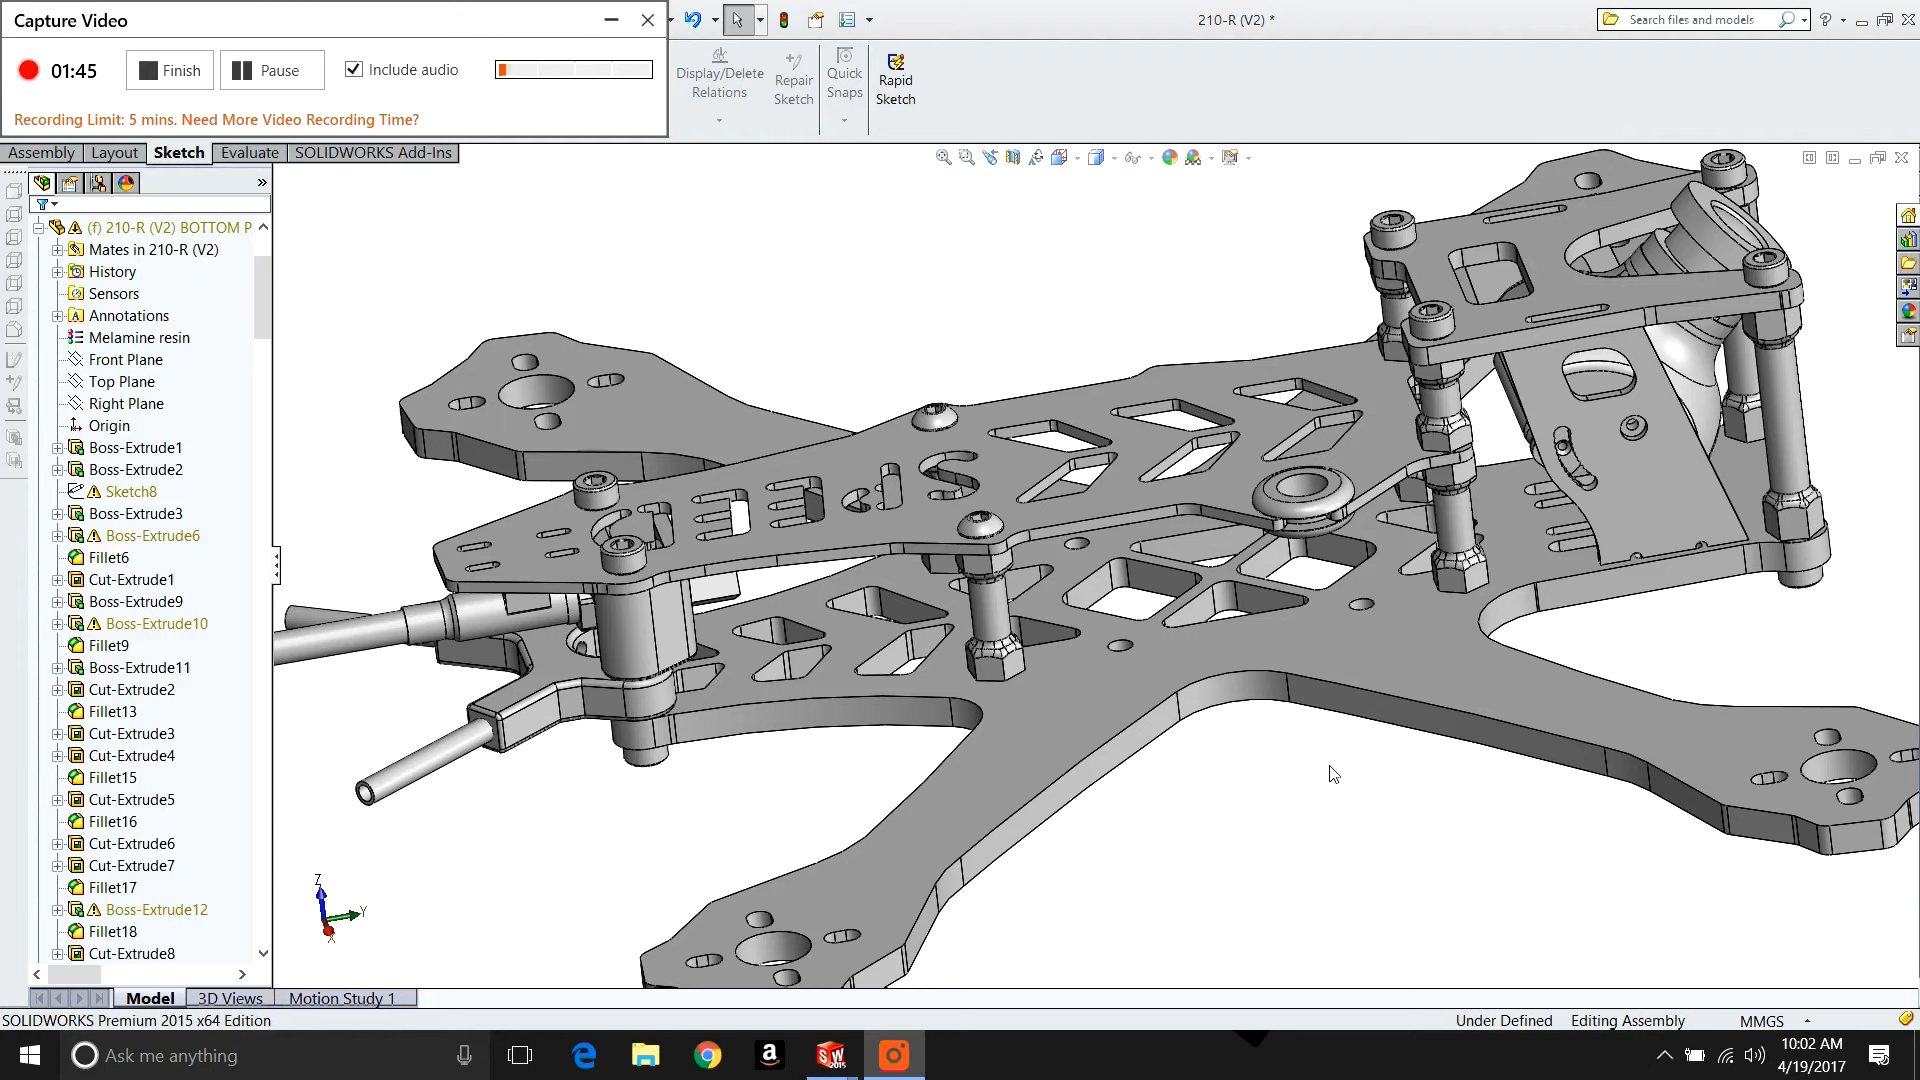 Capture Video
01:45
Finish
Pause
Include audio
Recording Limit: 5 mins. Need More Video Recording Time?
210-R (V2) *
Search files and models
?
Display/Delete
Relations
Repair
Sketch
Quick
Snaps
Rapid
Sketch
Assembly
Layout
Sketch
Evaluate
SOLIDWORKS Add-Ins
(f) 210-R (V2) BOTTOM P
Mates in 210-R (V2)
History
Sensors
Annotations
Melamine resin
Front Plane
Top Plane
Right Plane
Origin
Boss-Extrude1
Boss-Extrude2
Sketch8
Boss-Extrude3
Boss-Extrude6
Fillet6
Cut-Extrude1
Boss-Extrude9
Boss-Extrude10
Fillet9
Boss-Extrude11
Cut-Extrude2
Fillet13
Cut-Extrude3
Cut-Extrude4
Fillet15
Cut-Extrude5
Fillet16
Cut-Extrude6
Cut-Extrude7
Fillet17
Boss-Extrude12
Fillet18
Cut-Extrude8
Z
Y
X
Model
3D Views
Motion Study 1
SOLIDWORKS Premium 2015 x64 Edition
Under Defined
Editing Assembly
MMGS
Ask me anything
SW
2015
10:02 AM
4/19/2017